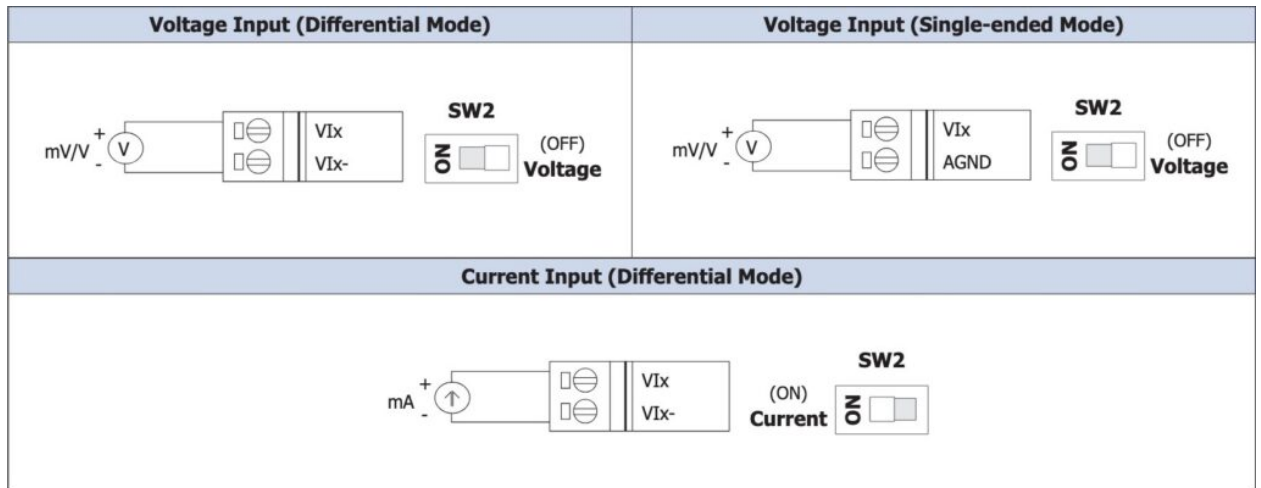 Voltage Input (Differential Mode)
mV/V
+
-
V
VIx
VIx-
SW2
ON
(OFF)
Voltage
Voltage Input (Single-ended Mode)
mV/V
+
-
V
VIx
AGND
SW2
ON
(OFF)
Voltage
Current Input (Differential Mode)
mA
+
-
VIx
VIx-
SW2
(ON)
Current
ON